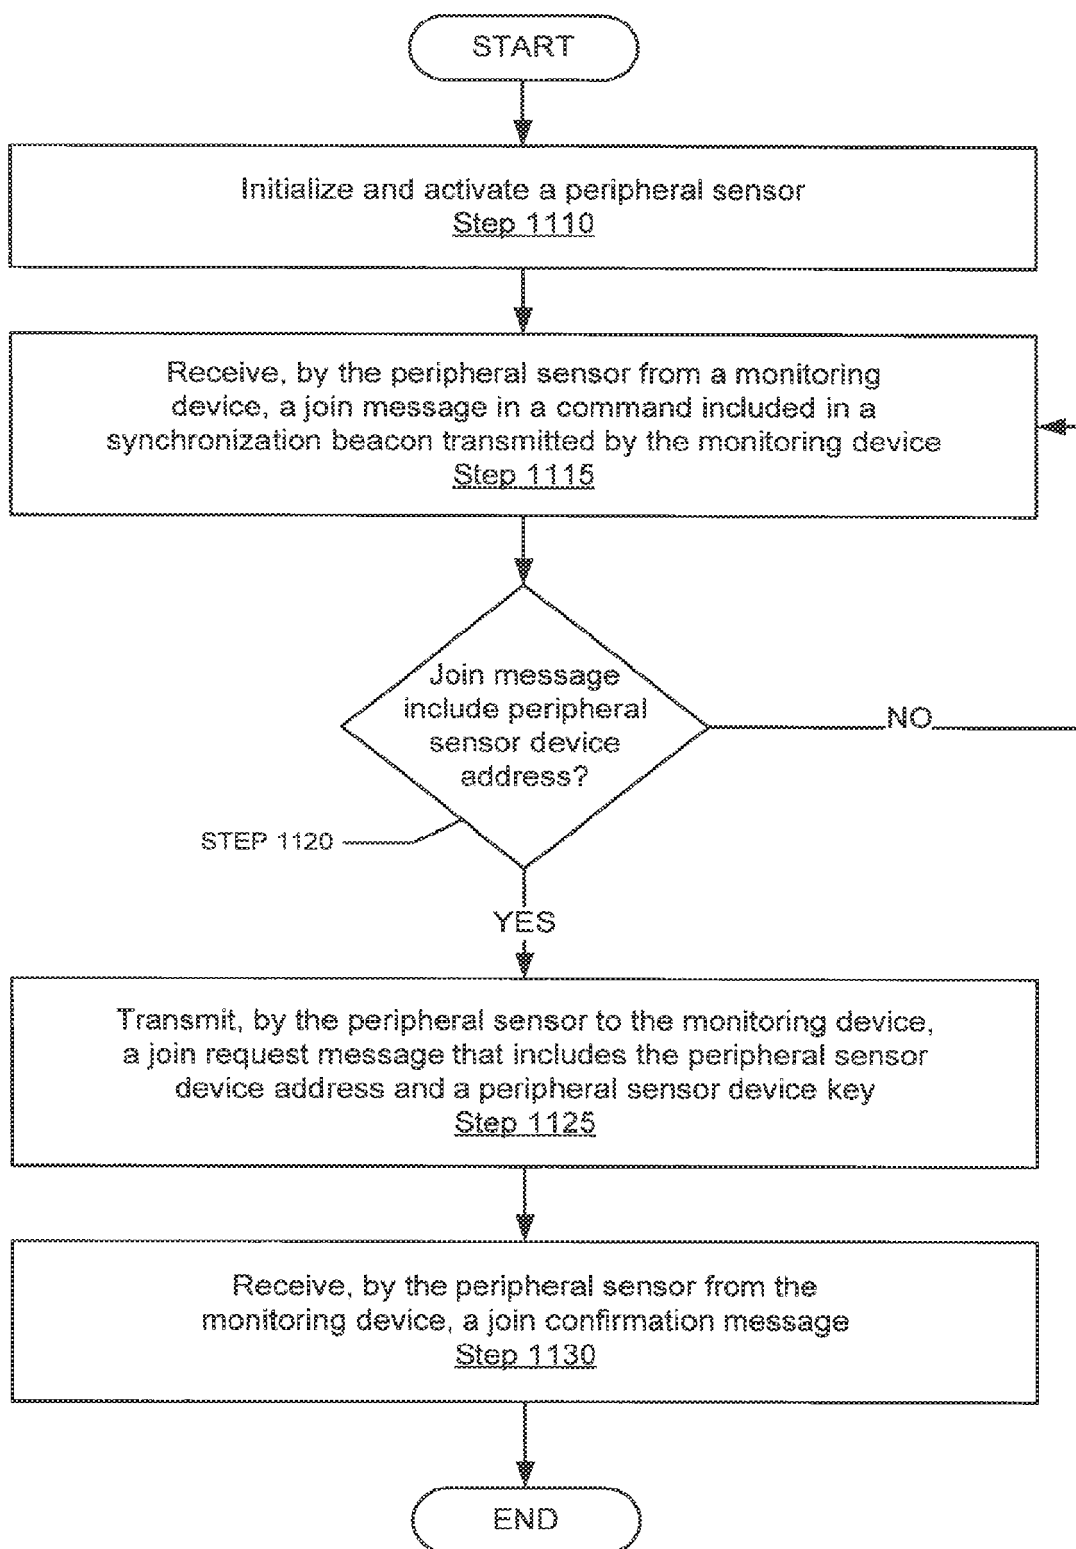 START
Initialize and activate a peripheral sensor
Step 1110
Receive, by the peripheral sensor from a monitoring
device, a join message in a command included in a
synchronization beacon transmitted by the monitoring device
Step 1115
Join message
include peripheral
sensor device
address?
NO
STEP 1120
YES
Transmit, by the peripheral sensor to the monitoring device,
a join request message that includes the peripheral sensor
device address and a peripheral sensor device key
Step 1125
Receive, by the peripheral sensor from the
monitoring device, a join confirmation message
Step 1130
END